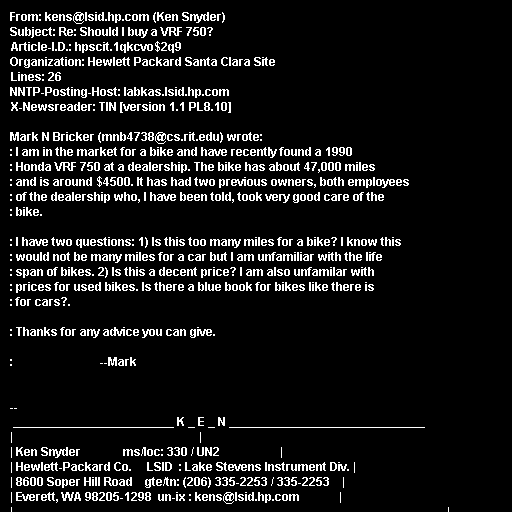 From: kens@lsid.hp.com (Ken Snyder)
Subject: Re: Should I buy a VRF 750?
Article-I.D.: hpscit.1qkcvo$2q9
Organization: Hewlett Packard Santa Clara Site
Lines: 26
NNTP-Posting-Host: labkas.lsid.hp.com
X-Newsreader: TIN [version 1.1 PL8.10]

Mark N Bricker (mnb4738@cs.rit.edu) wrote:
: I am in the market for a bike and have recently found a 1990
: Honda VRF 750 at a dealership. The bike has about 47,000 miles
: and is around $4500. It has had two previous owners, both employees
: of the dealership who, I have been told, took very good care of the
: bike.

: I have two questions: 1) Is this too many miles for a bike? I know this
: would not be many miles for a car but I am unfamiliar with the life
: span of bikes. 2) Is this a decent price? I am also unfamilar with
: prices for used bikes. Is there a blue book for bikes like there is
: for cars?.

: Thanks for any advice you can give.

: --Mark

--
__________________________ K _ E _ N ________________________________
| |
| Ken Snyder ms/loc: 330 / UN2 |
| Hewlett-Packard Co. LSID : Lake Stevens Instrument Div. |
| 8600 Soper Hill Road gte/tn: (206) 335-2253 / 335-2253 |
| Everett, WA 98205-1298 un-ix : kens@lsid.hp.com |